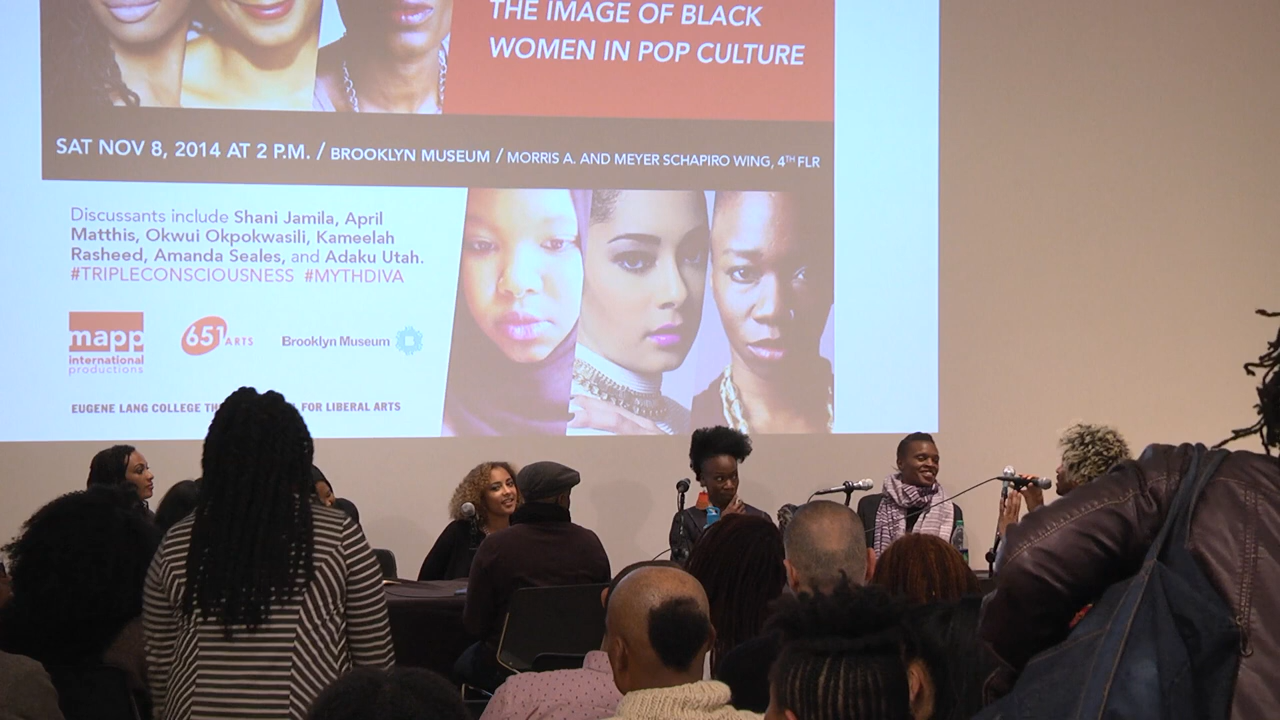 THE IMAGE OF BLACK
WOMEN IN POP CULTURE
SAT NOV 8, 2014 AT 2 P.M. / BROOKLYN MUSEUM / MORRIS A. AND MEYER SCHAPIRO WING, 4TH FLR
Discussants include Shani Jamila, April
Matthis, Okwui Okpokwasili, Kameelah
Rasheed, Amanda Seales, and Adaku Utah.
#TRIPLECONSCIOUSNESS #MYTHDIVA
mapp
international
productions
651 ARTS
Brooklyn Museum
EUGENE LANG COLLEGE FOR LIBERAL ARTS